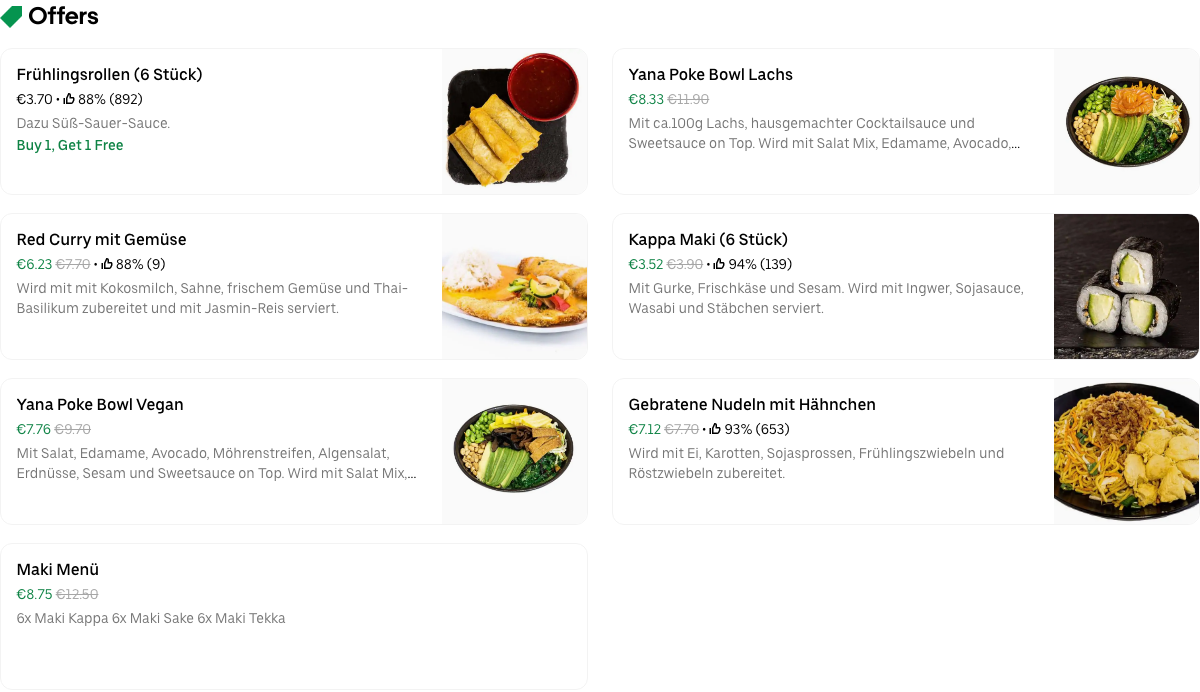 Offers
Frühlingsrollen (6 Stück)
€3.70 • 88% (892)
Dazu Süß-Sauer-Sauce.
Buy 1, Get 1 Free
Yana Poke Bowl Lachs
€8.33 €11.90
Mit ca.100g Lachs, hausgemachter Cocktailsauce und
Sweetsauce on Top. Wird mit Salat Mix, Edamame, Avocado,...
Red Curry mit Gemüse
€6.23 €7.70 • 88% (9)
Wird mit mit Kokosmilch, Sahne, frischem Gemüse und Thai-
Basilikum zubereitet und mit Jasmin-Reis serviert.
Kappa Maki (6 Stück)
€3.52 €3.90 • 94% (139)
Mit Gurke, Frischkäse und Sesam. Wird mit Ingwer, Sojasauce,
Wasabi und Stäbchen serviert.
Yana Poke Bowl Vegan
€7.76 €9.70
Mit Salat, Edamame, Avocado, Möhrenstreifen, Algensalat,
Erdnüsse, Sesam und Sweetsauce on Top. Wird mit Salat Mix,...
Gebratene Nudeln mit Hähnchen
€7.12 €7.70 • 93% (653)
Wird mit Ei, Karotten, Sojasprossen, Frühlingszwiebeln und
Röstzwiebeln zubereitet.
Maki Menü
€8.75 €12.50
6x Maki Kappa 6x Maki Sake 6x Maki Tekka